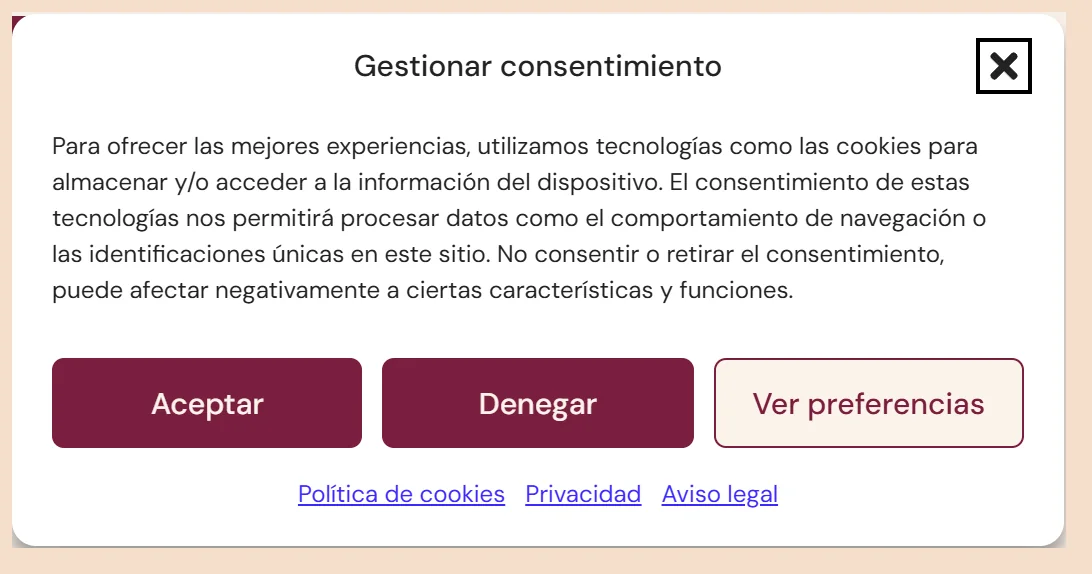 Gestionar consentimiento
Para ofrecer las mejores experiencias, utilizamos tecnologías como las cookies para
almacenar y/o acceder a la información del dispositivo. El consentimiento de estas
tecnologías nos permitirá procesar datos como el comportamiento de navegación o
las identificaciones únicas en este sitio. No consentir o retirar el consentimiento,
puede afectar negativamente a ciertas características y funciones.
Aceptar
Denegar
Ver preferencias
Política de cookies Privacidad Aviso legal